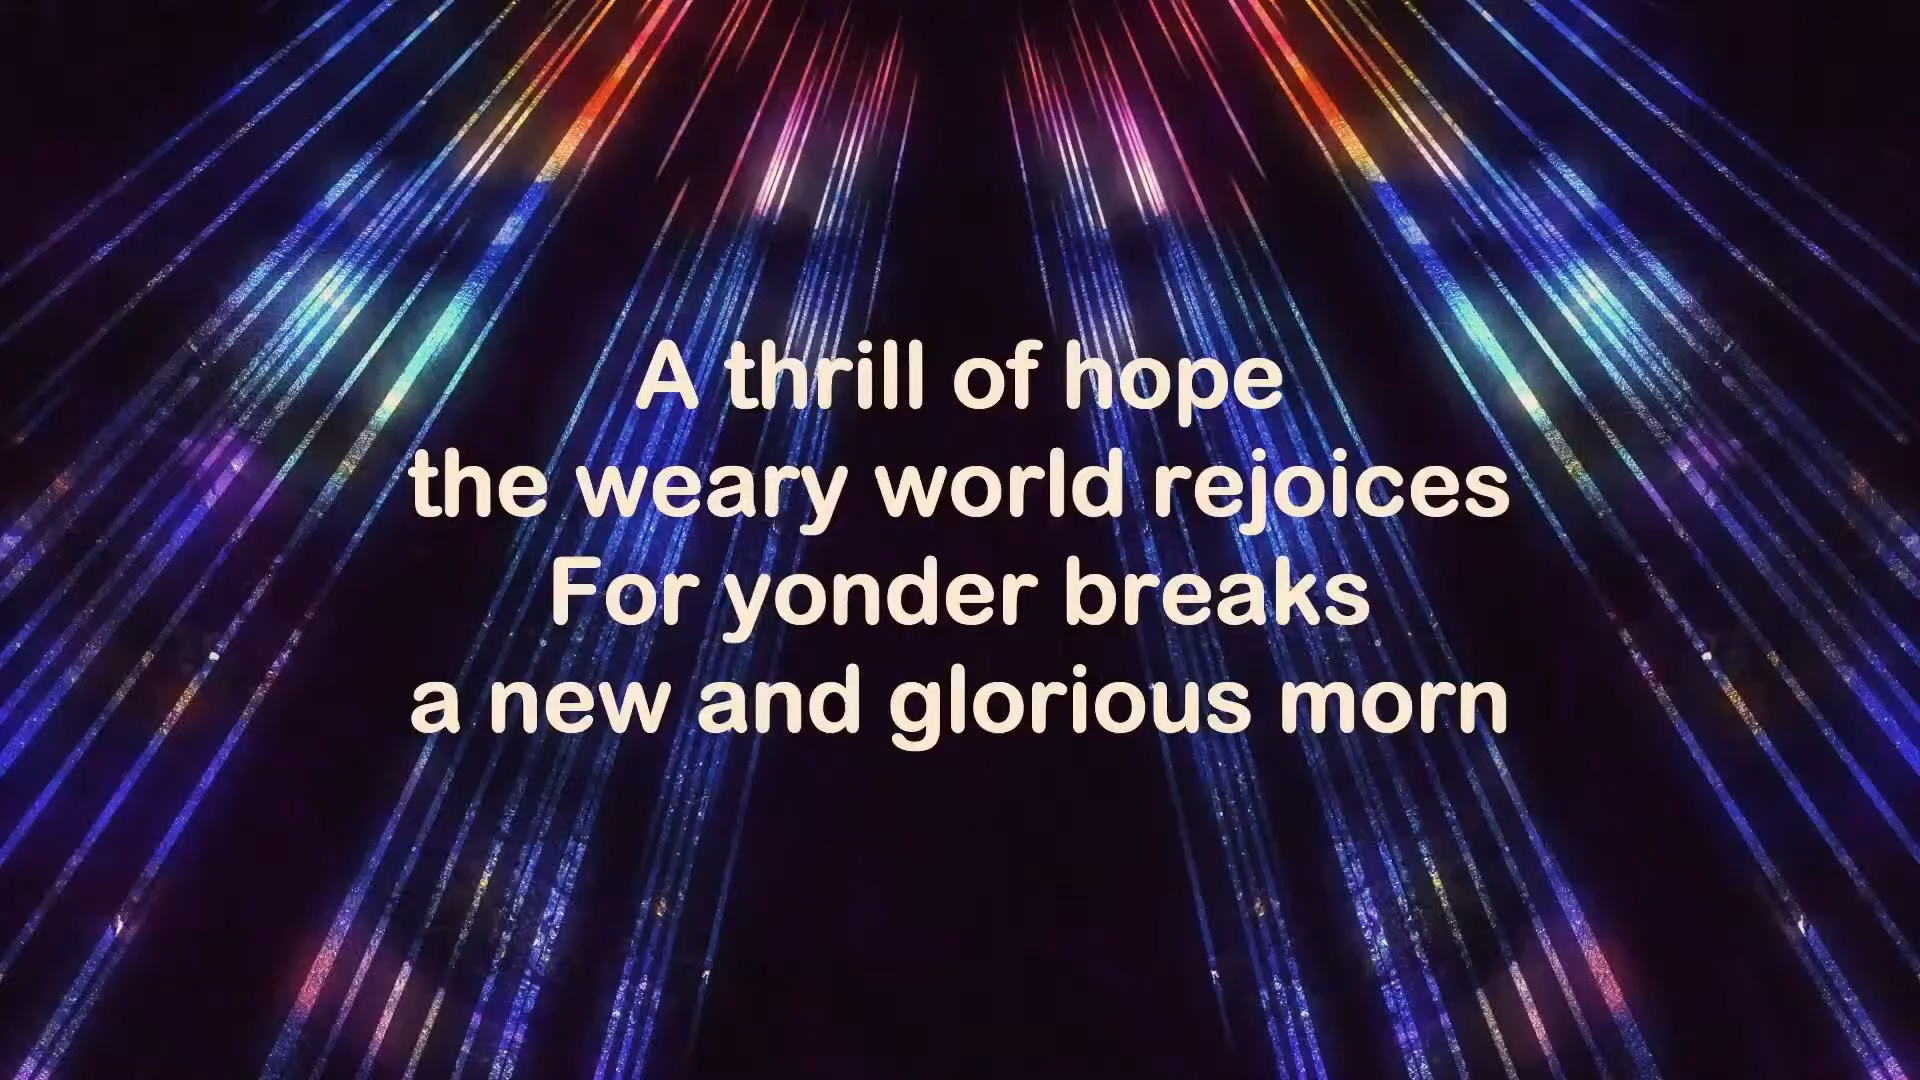 A thrill of hope
the weary world rejoices
For yonder breaks
a new and glorious morn